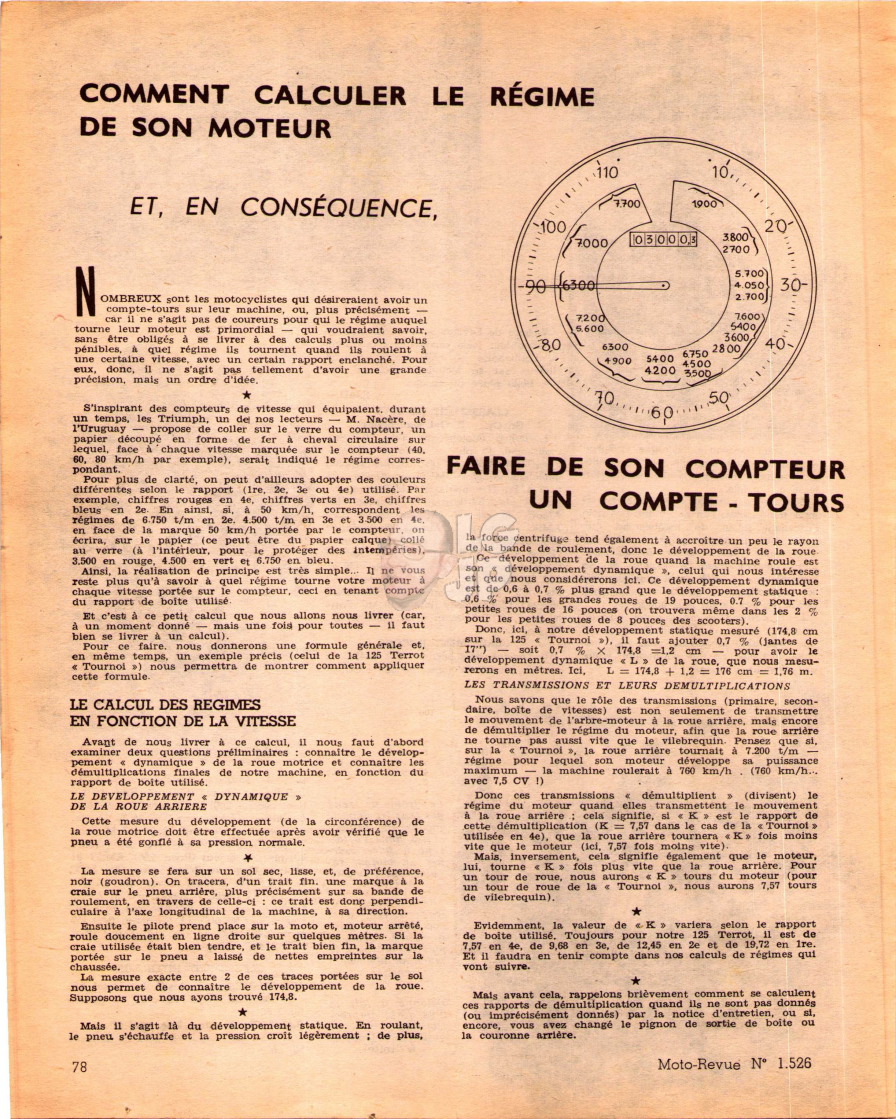 COMMENT CALCULER LE RÉGIME
DE SON MOTEUR
ET, EN CONSÉQUENCE,
110
10
7.700
1.900
100
20
7000
10300 0,3
3.800
2700
90
6300
5.700
4.050
2.700
30
7200
5.600
7.600
5400
3600
2800
80
6300
4.900
5400
4.200
6.750
4500
3.500
40
70
60
50
FAIRE DE SON COMPTEUR
UN COMPTE - TOURS
NOMBREUX sont les motocyclistes qui désireraient avoir un
compte-tours sur leur machine, ou, plus précisément —
car il ne s'agit pas de coureurs pour qui le régime auquel
tourne leur moteur est primordial — qui voudraient savoir,
sans être obligés à se livrer à des calculs plus ou moins
pénibles, à quel régime ils tournent quand ils roulent à
une certaine vitesse, avec un certain rapport enclanché. Pour
eux, donc, il ne s'agit pas tellement d'avoir une grande
précision, mais un ordre d'idée.
★
S'inspirant des compteurs de vitesse qui équipaient, durant
un temps, les Triumph, un de nos lecteurs — M. Nacère, de
l'Uruguay — propose de coller sur le verre du compteur, un
papier découpé en forme de fer à cheval circulaire sur
lequel, face à chaque vitesse marquée sur le compteur (40,
60, 80 km/h par exemple), serait indiqué le régime corres-
pondant.
Pour plus de clarté, on peut d'ailleurs adopter des couleurs
différentes selon le rapport (1re, 2e, 3e ou 4e) utilisé. Par
exemple, chiffres rouges en 4e, chiffres verts en 3e, chiffres
bleus en 2e. En ainsi, si, à 50 km/h, correspondent les
régimes de 6.750 t/m en 2e. 4.500 t/m en 3e et 3.500 en 4e,
en face de la marque 50 km/h portée par le compteur, on
écrira, sur le papier (ce peut être du papier calque) collé
au verre (à l'intérieur, pour le protéger des intempéries),
3.500 en rouge, 4.500 en vert et 6.750 en bleu.
Ainsi, la réalisation de principe est très simple... Il ne vous
reste plus qu'à savoir à quel régime tourne votre moteur à
chaque vitesse portée sur le compteur, ceci en tenant compte
du rapport de boîte utilisé.
Et c'est à ce petit calcul que nous allons nous livrer (car,
à un moment donné — mais une fois pour toutes — il faut
bien se livrer à un calcul).
Pour ce faire, nous donnerons une formule générale et,
en même temps, un exemple précis (celui de la 125 Terrot
« Tournoi ») nous permettra de montrer comment appliquer
cette formule.
LE CALCUL DES REGIMES
EN FONCTION DE LA VITESSE
Avant de nous livrer à ce calcul, il nous faut d'abord
examiner deux questions préliminaires : connaître le dévelop-
pement « dynamique » de la roue motrice et connaître les
démultiplications finales de notre machine, en fonction du
rapport de boîte utilisé.
LE DEVELOPPEMENT « DYNAMIQUE »
DE LA ROUE ARRIERE
Cette mesure du développement (de la circonférence) de
la roue motrice doit être effectuée après avoir vérifié que le
pneu a été gonflé à sa pression normale.
★
La mesure se fera sur un sol sec, lisse, et, de préférence,
noir (goudron). On tracera, d'un trait fin, une marque à la
craie sur le pneu arrière, plus précisément sur sa bande de
roulement, en travers de celle-ci : ce trait est donc perpendi-
culaire à l'axe longitudinal de la machine, à sa direction.
Ensuite le pilote prend place sur la moto et, moteur arrêté,
roule doucement en ligne droite sur quelques mètres. Si la
craie utilisée était bien tendre, et le trait bien fin, la marque
portée sur le pneu a laissé de nettes empreintes sur la
chaussée.
La mesure exacte entre 2 de ces traces portées sur le sol
nous permet de connaître le développement de la roue.
Supposons que nous ayons trouvé 174,8.
★
Mais il s'agit là du développement statique. En roulant,
le pneu s'échauffe et la pression croît légèrement ; de plus,
la force centrifuge tend également à accroître un peu le rayon
de la bande de roulement, donc le développement de la roue.
Ce développement de la roue quand la machine roule est
son « développement dynamique », celui qui nous intéresse
et que nous considérerons ici. Ce développement dynamique
est de 0,6 à 0,7 % plus grand que le développement statique :
0,6 % pour les grandes roues de 19 pouces, 0,7 % pour les
petites roues de 16 pouces (on trouvera même dans les 2 %
pour les petites roues de 8 pouces des scooters).
Donc, ici, à notre développement statique mesuré (174,8 cm
sur la 125 « Tournoi »), il faut ajouter 0,7 % (jantes de
17") — soit 0,7 % × 174,8 =1,2 cm — pour avoir le
développement dynamique « L » de la roue, que nous mesu-
rerons en mètres. Ici, L = 174,8 + 1,2 = 176 cm = 1,76 m.
LES TRANSMISSIONS ET LEURS DEMULTIPLICATIONS
Nous savons que le rôle des transmissions (primaire, secon-
daire, boîte de vitesses) est non seulement de transmettre
le mouvement de l'arbre-moteur à la roue arrière, mais encore
de démultiplier le régime du moteur, afin que la roue arrière
ne tourne pas aussi vite que le vilebrequin. Pensez que si,
sur la « Tournoi », la roue arrière tournait à 7.200 t/m —
régime pour lequel son moteur développe sa puissance
maximum — la machine roulerait à 760 km/h . (760 km/h...
avec 7,5 CV !)
Donc ces transmissions « démultiplient » (divisent) le
régime du moteur quand elles transmettent le mouvement
à la roue arrière ; cela signifie, si « K » est le rapport de
cette démultiplication (K = 7,57 dans le cas de la « Tournoi »
utilisée en 4e), que la roue arrière tournera « K » fois moins
vite que le moteur (ici, 7,57 fois moins vite).
Mais, inversement, cela signifie également que le moteur,
lui, tourne « K » fois plus vite que la roue arrière. Pour
un tour de roue, nous aurons « K » tours du moteur (pour
un tour de roue de la « Tournoi », nous aurons 7,57 tours
de vilebrequin).
★
Evidemment, la valeur de « K » variera selon le rapport
de boîte utilisé. Toujours pour notre 125 Terrot, il est de
7,57 en 4e, de 9,68 en 3e, de 12,45 en 2e et de 19,72 en 1re.
Et il faudra en tenir compte dans nos calculs de régimes qui
vont suivre.
★
Mais avant cela, rappelons brièvement comment se calculent
ces rapports de démultiplication quand ils ne sont pas donnés
(ou imprécisément donnés) par la notice d'entretien, ou si,
encore, vous avez changé le pignon de sortie de boîte ou
la couronne arrière.
78
Moto-Revue N° 1.526